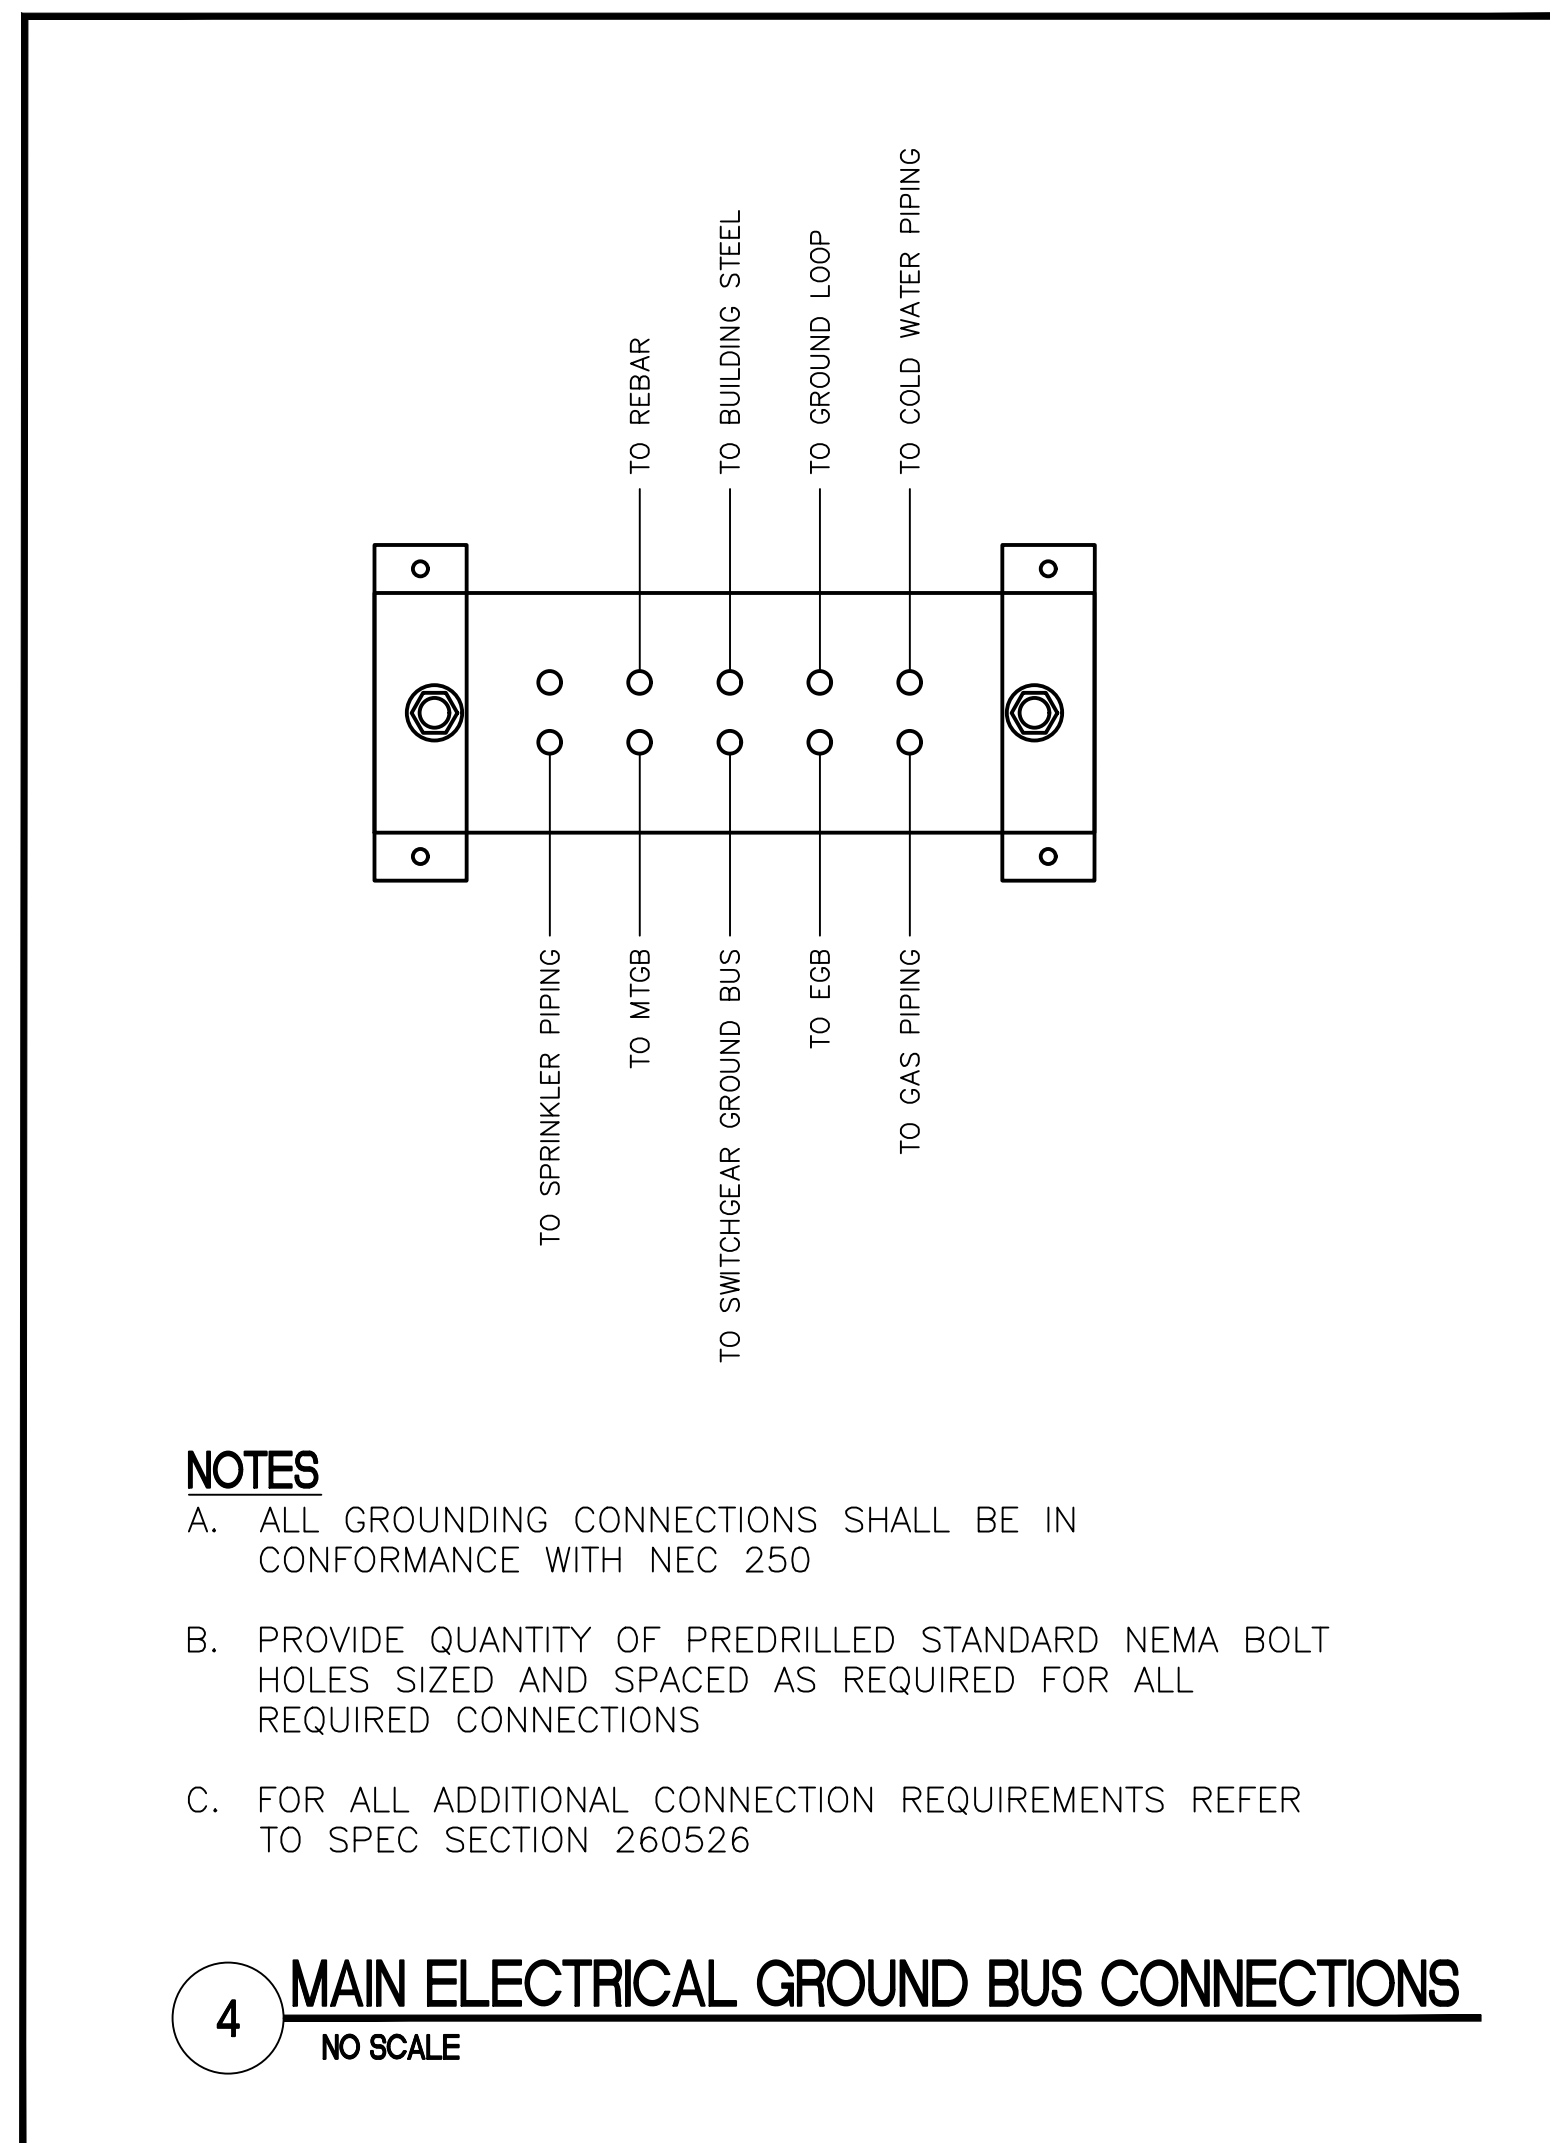 TO REBAR
TO BUILDING STEEL
TO GROUND LOOP
TO COLD WATER PIPING
TO SPRINKLER PIPING
TO MTGB
TO SWITCHGEAR GROUND BUS
TO EGB
TO GAS PIPING
NOTES
A. ALL GROUNDING CONNECTIONS SHALL BE IN
CONFORMANCE WITH NEC 250
B. PROVIDE QUANTITY OF PREDRILLED STANDARD NEMA BOLT
HOLES SIZED AND SPACED AS REQUIRED FOR ALL
REQUIRED CONNECTIONS
C. FOR ALL ADDITIONAL CONNECTION REQUIREMENTS REFER
TO SPEC SECTION 260526
4 MAIN ELECTRICAL GROUND BUS CONNECTIONS
NO SCALE